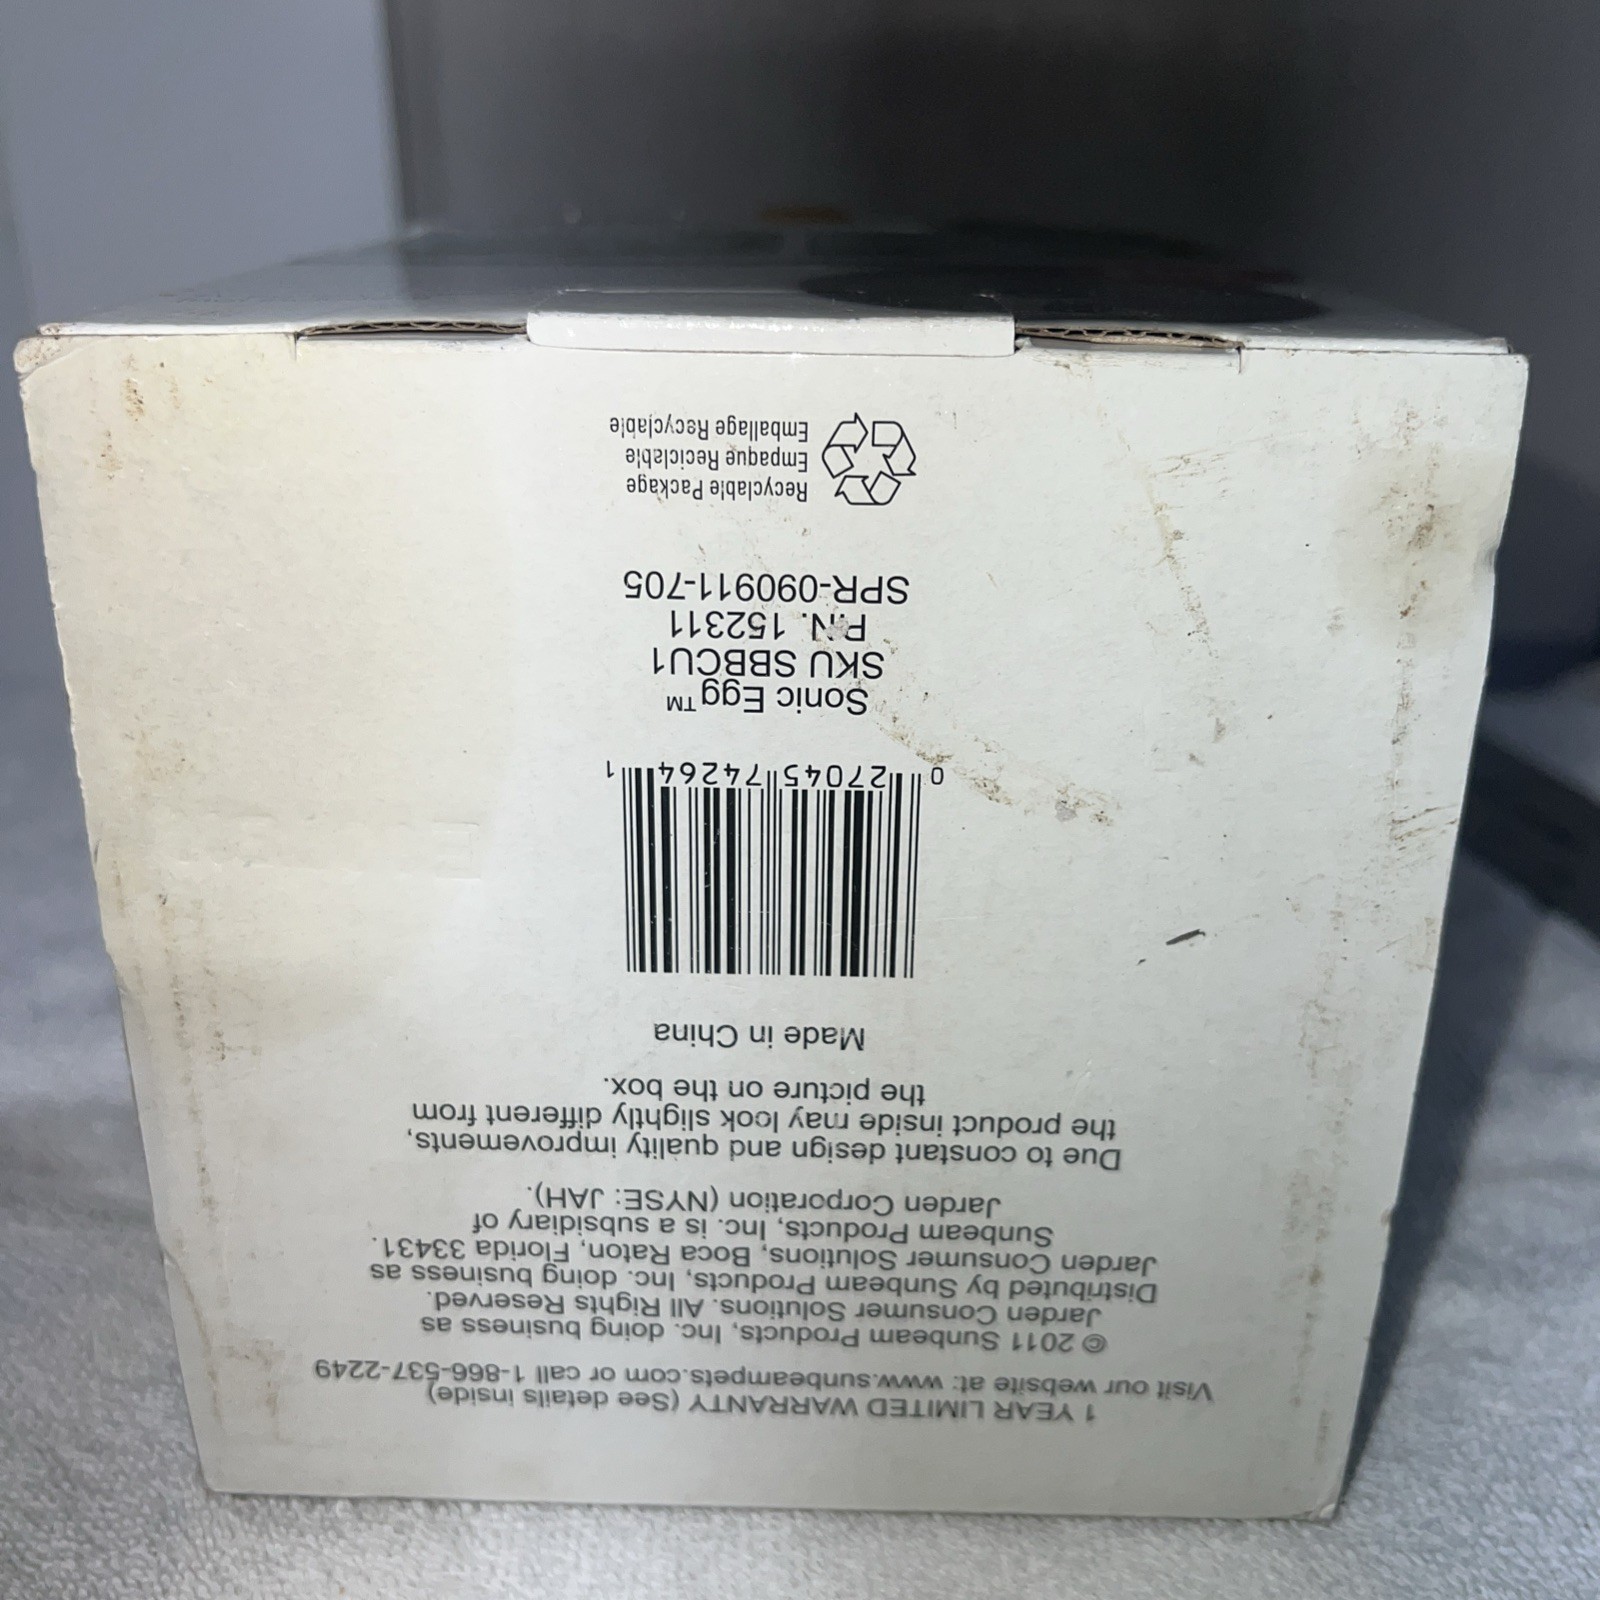 1 YEAR LIMITED WARRANTY (See details inside)
Visit our website at: www.sunbeampets.com or call 1-866-537-2249
© 2011 Sunbeam Products, Inc. doing business as
Jarden Consumer Solutions. All Rights Reserved.
Distributed by Sunbeam Products, Inc. doing business as
Jarden Consumer Solutions, Boca Raton, Florida 33431.
Sunbeam Products, Inc. is a subsidiary of
Jarden Corporation (NYSE: JAH).
Due to constant design and quality improvements,
the product inside may look slightly different from
the picture on the box.
Made in China
0 27045 74264 1
Sonic Egg™
SKU SBBCU1
P.N. 152311
SPR-090911-705
Recyclable Package
Empaque Reciclable
Emballage Recyclable